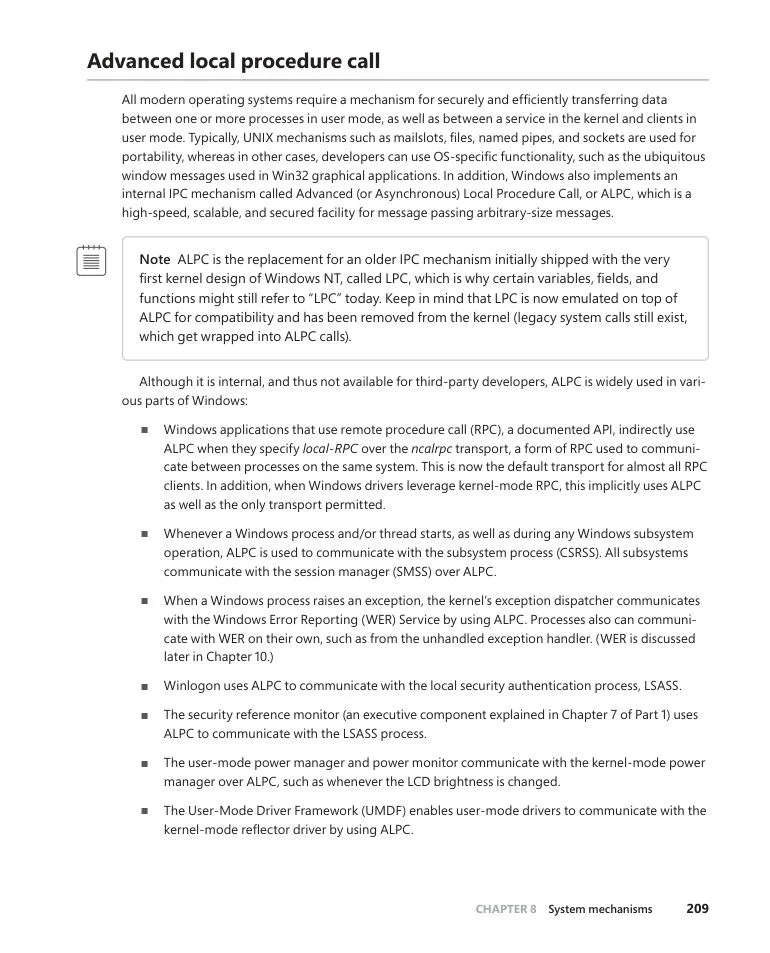 Advanced local procedure call
All modern operating systems require a mechanism for securely and efficiently transferring data
between one or more processes in user mode, as well as between a service in the kernel and clients in
user mode. Typically, UNIX mechanisms such as mailslots, files, named pipes, and sockets are used for
portability, whereas in other cases, developers can use OS-specific functionality, such as the ubiquitous
window messages used in Win32 graphical applications. In addition, Windows also implements an
internal IPC mechanism called Advanced (or Asynchronous) Local Procedure Call, or ALPC, which is a
high-speed, scalable, and secured facility for message passing arbitrary-size messages.
Note ALPC is the replacement for an older IPC mechanism initially shipped with the very
first kernel design of Windows NT, called LPC, which is why certain variables, fields, and
functions might still refer to “LPC” today. Keep in mind that LPC is now emulated on top of
ALPC for compatibility and has been removed from the kernel (legacy system calls still exist,
which get wrapped into ALPC calls).
Although it is internal, and thus not available for third-party developers, ALPC is widely used in vari-
ous parts of Windows:
■ Windows applications that use remote procedure call (RPC), a documented API, indirectly use
ALPC when they specify local-RPC over the ncalrpc transport, a form of RPC used to communi-
cate between processes on the same system. This is now the default transport for almost all RPC
clients. In addition, when Windows drivers leverage kernel-mode RPC, this implicitly uses ALPC
as well as the only transport permitted.
■ Whenever a Windows process and/or thread starts, as well as during any Windows subsystem
operation, ALPC is used to communicate with the subsystem process (CSRSS). All subsystems
communicate with the session manager (SMSS) over ALPC.
■ When a Windows process raises an exception, the kernel’s exception dispatcher communicates
with the Windows Error Reporting (WER) Service by using ALPC. Processes also can communi-
cate with WER on their own, such as from the unhandled exception handler. (WER is discussed
later in Chapter 10.)
■ Winlogon uses ALPC to communicate with the local security authentication process, LSASS.
■ The security reference monitor (an executive component explained in Chapter 7 of Part 1) uses
ALPC to communicate with the LSASS process.
■ The user-mode power manager and power monitor communicate with the kernel-mode power
manager over ALPC, such as whenever the LCD brightness is changed.
■ The User-Mode Driver Framework (UMDF) enables user-mode drivers to communicate with the
kernel-mode reflector driver by using ALPC.
CHAPTER 8 System mechanisms 209